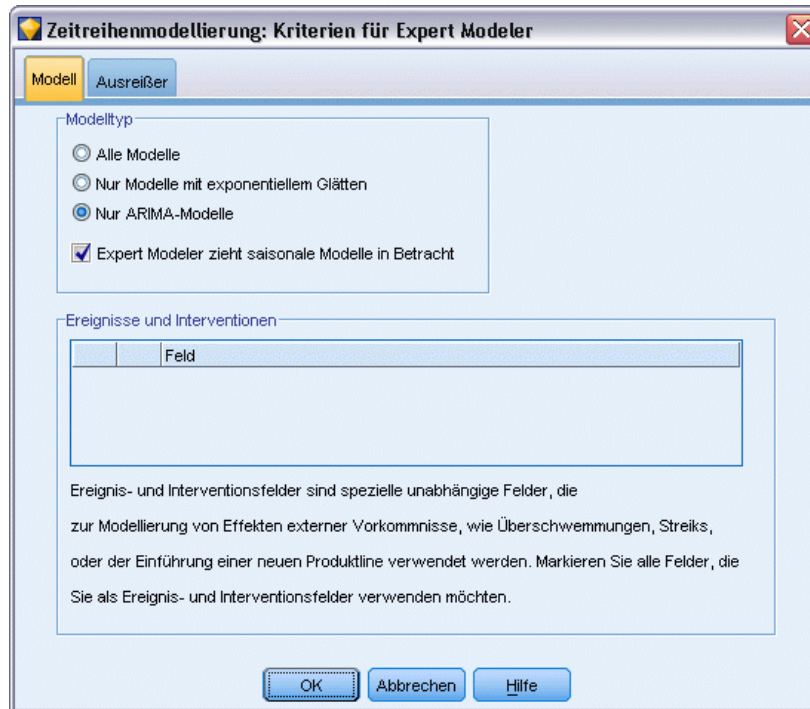 Zeitreihenmodellierung: Kriterien für Expert Modeler
Modell
Ausreißer
Modelltyp
Alle Modelle
Nur Modelle mit exponentiellem Glätten
Nur ARIMA-Modelle
Expert Modeler zieht saisonale Modelle in Betracht
Ereignisse und Interventionen
Feld
Ereignis- und Interventionsfelder sind spezielle unabhängige Felder, die
zur Modellierung von Effekten externer Vorkommnisse, wie Überschwemmungen, Streiks,
oder der Einführung einer neuen Produktline verwendet werden. Markieren Sie alle Felder, die
Sie als Ereignis- und Interventionsfelder verwenden möchten.
OK
Abbrechen
Hilfe